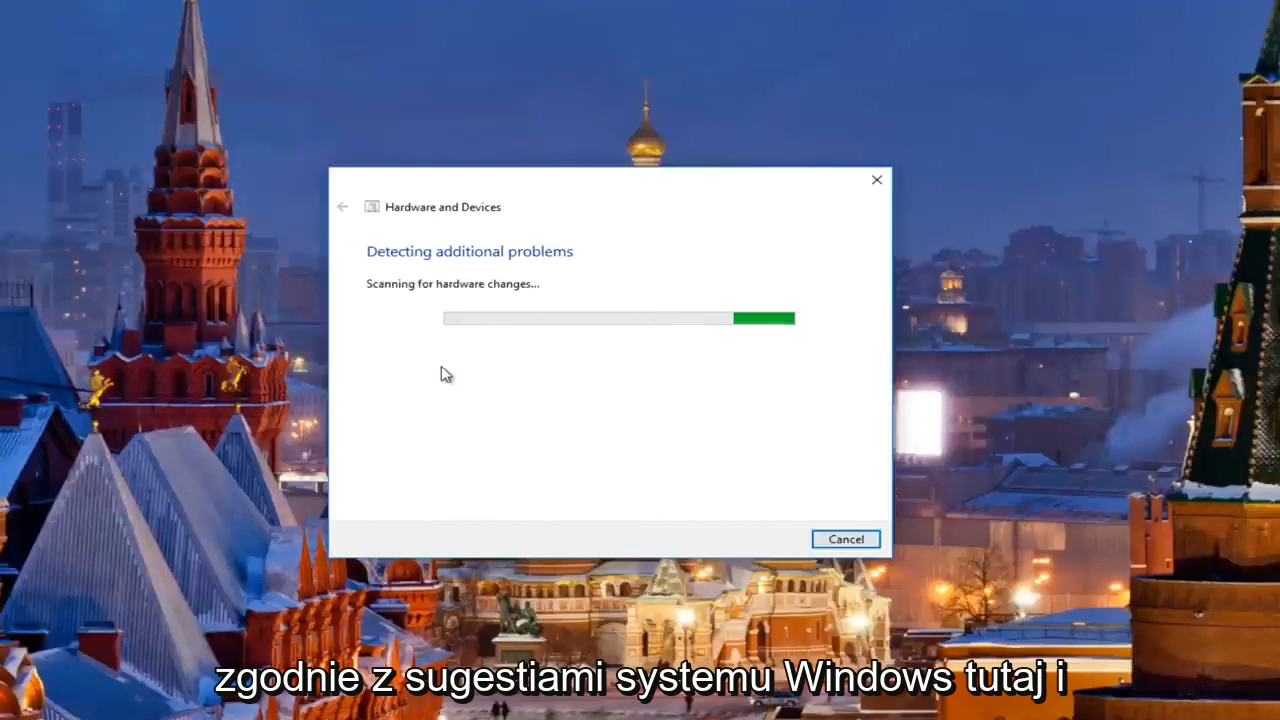 Hardware and Devices
Detecting additional problems
Scanning for hardware changes...
Cancel
zgodnie z sugestiami systemu Windows tutaj i